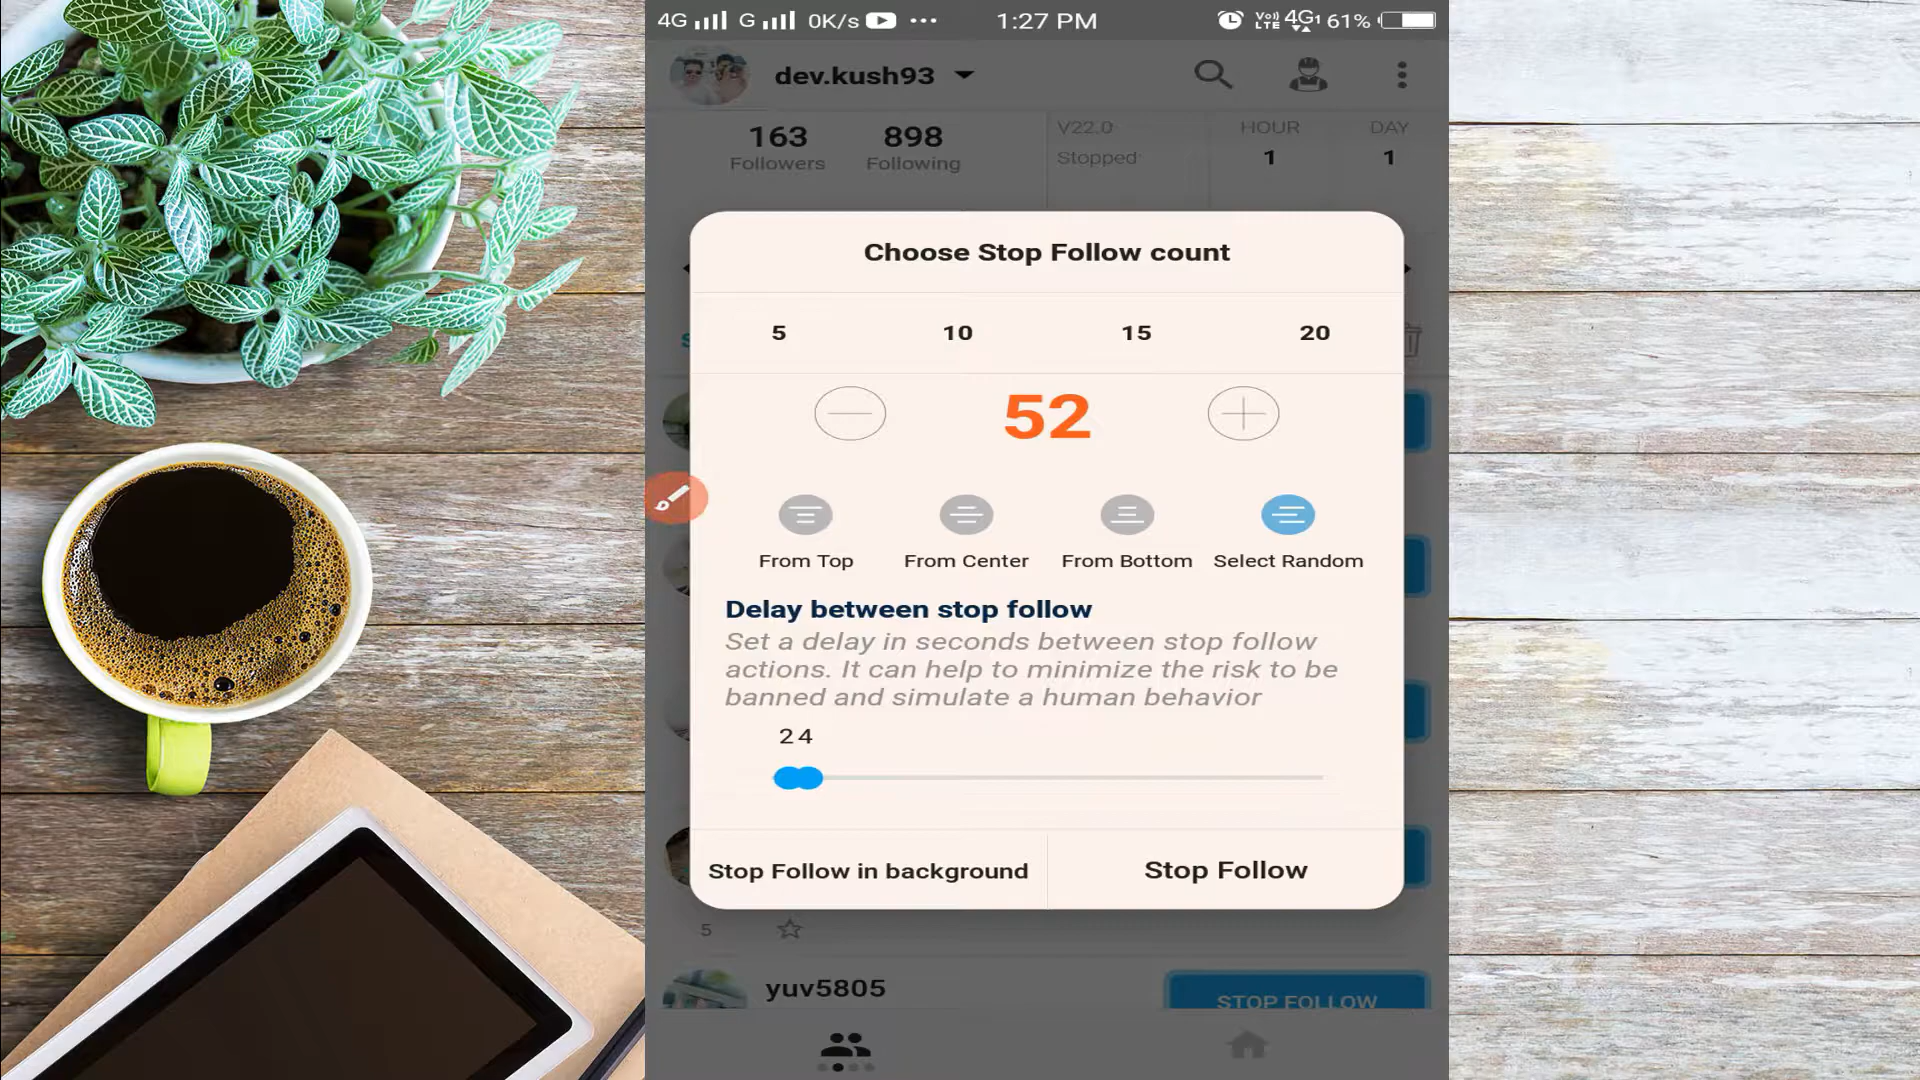 4G G 0K/s 1:27 PM VoLTE 4G 61%
dev.kush93
163 898 V22.0 HOUR DAY
Followers Following Stopped 1 1
Choose Stop Follow count
5 10 15 20
52
From Top From Center From Bottom Select Random
Delay between stop follow
Set a delay in seconds between stop follow
actions. It can help to minimize the risk to be
banned and simulate a human behavior
2 4
Stop Follow in background Stop Follow
5
yuv5805 STOP FOLLOW